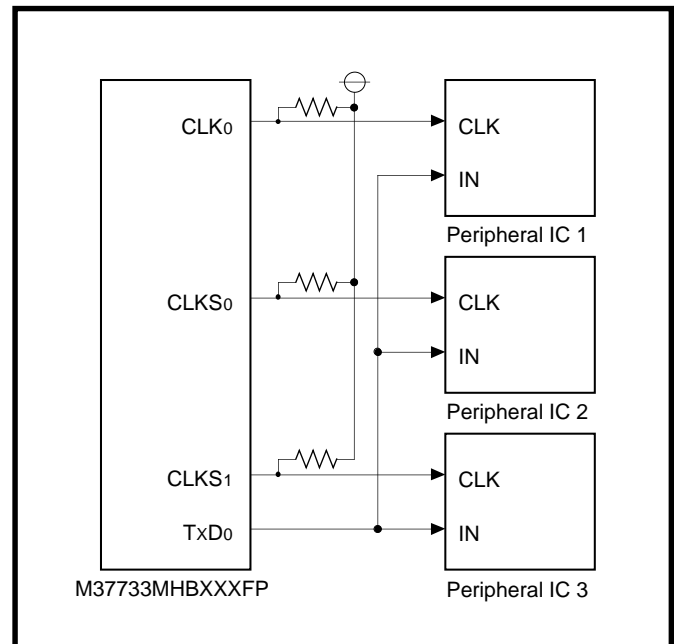 CLK0
CLK
IN
Peripheral IC 1
CLKS0
CLK
IN
Peripheral IC 2
CLKS1
CLK
TxD0
IN
M37733MHBXXXFP
Peripheral IC 3